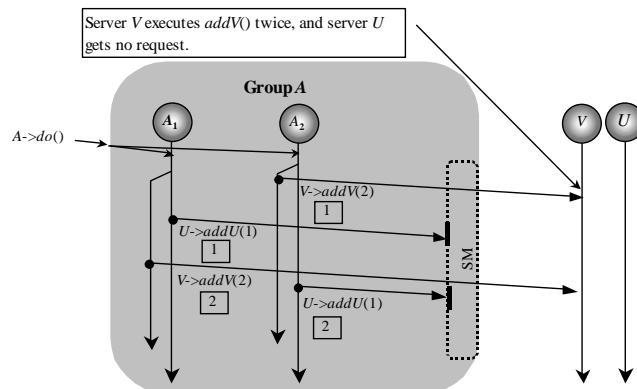 Server V executes addV() twice, and server U
gets no request.
Group A
A1
A2
V
U
A->do()
V->addV(2)
1
U->addU(1)
1
SM
V->addV(2)
2
U->addU(1)
2